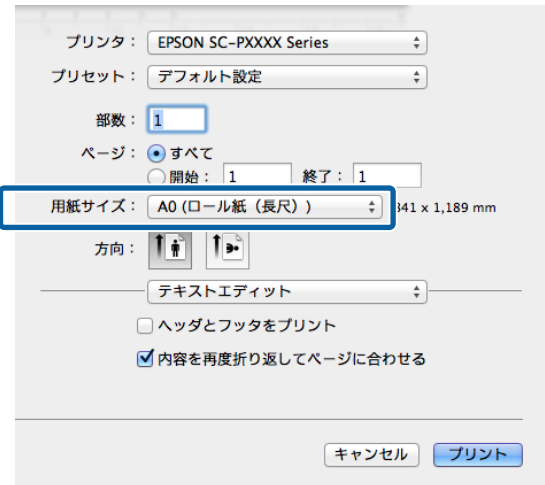 プリンタ： EPSON SC-PXXXX Series
プリセット： デフォルト設定
部数： 1
ページ： すべて
開始： 1 終了： 1
用紙サイズ： A0 (ロール紙（長尺）) 841 x 1,189 mm
方向：
テキストエディット
ヘッダとフッタをプリント
内容を再度折り返してページに合わせる
キャンセル プリント